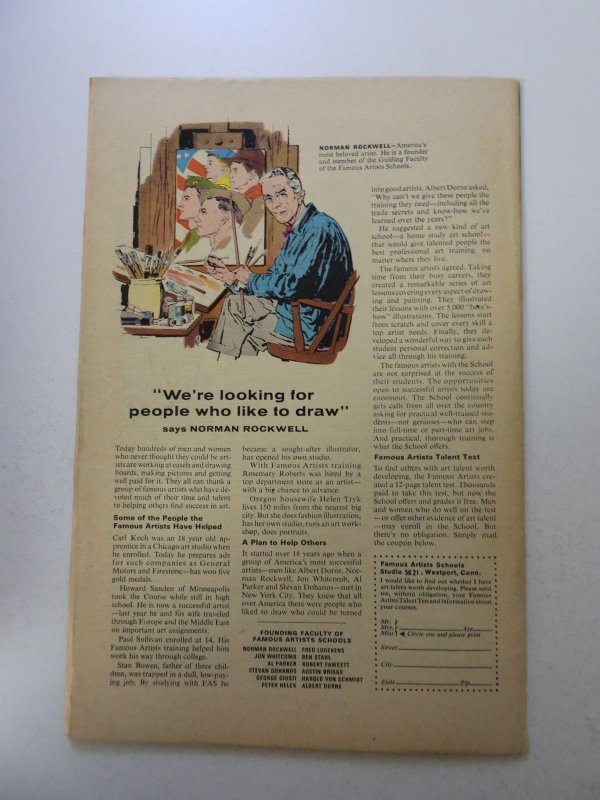 NORMAN ROCKWELL—America's
most beloved artist. He is a founder
and member of the Guiding Faculty
of the Famous Artists Schools.
"We're looking for
people who like to draw"
says NORMAN ROCKWELL
Today hundreds of men and women
who never thought they could be art-
ists are working at easels and drawing
boards, making pictures and getting
well paid for it. They all can thank a
group of famous artists who have de-
voted much of their time and talent
to helping others find success in art.
Some of the People the
Famous Artists Have Helped
Carl Koch was an 18 year old ap-
prentice in a Chicago art studio when
he enrolled. Today he prepares ads
for such companies as General
Motors and Firestone—has won five
gold medals.
Howard Sanden of Minneapolis
took the Course while still in high
school. He is now a successful artist
—last year he and his wife traveled
through Europe and the Middle East
on important art assignments.
Paul Sullivan enrolled at 14. His
Famous Artists training helped him
work his way through college.
Stan Bowen, father of three chil-
dren, was trapped in a dull, low-pay-
ing job. By studying with FAS he
became a sought-after illustrator,
has opened his own studio.
With Famous Artists training
Rosemary Roberts was hired by a
top department store as an artist—
with a big chance to advance.
Oregon housewife Helen Tryk
lives 150 miles from the nearest big
city. But she does fashion illustration,
has her own studio, runs an art work-
shop, does portraits.
A Plan to Help Others
It started over 18 years ago when a
group of America's most successful
artists—men like Albert Dorne, Nor-
man Rockwell, Jon Whitcomb, Al
Parker and Stevan Dohanos—met in
New York City. They knew that all
over America there were people who
liked to draw who could be turned
into good artists. Albert Dorne asked,
"Why can't we give these people the
training they need—including all the
trade secrets and know-how we've
learned over the years?"
He suggested a new kind of art
school—a home study art school—
that would give talented people the
best professional art training, no
matter where they live.
The famous artists agreed. Taking
time from their busy careers, they
created a remarkable series of art
lessons covering every aspect of draw-
ing and painting. They illustrated
their lessons with over 5,000 "here's-
how" illustrations. The lessons start
from scratch and cover every skill a
top artist needs. Finally, they de-
veloped a wonderful way to give each
student personal correction and ad-
vice all through his training.
The famous artists with the School
are not surprised at the success of
their students. The opportunities
open to successful artists today are
enormous. The School continually
gets calls from all over the country
asking for practical well-trained stu-
dents—not geniuses—who can step
into full-time or part-time art jobs.
And practical, thorough training is
what the School offers.
Famous Artists Talent Test
To find others with art talent worth
developing, the Famous Artists cre-
ated a 12-page talent test. Thousands
paid to take this test, but now the
School offers and grades it free. Men
and women who do well on the test
—or offer other evidence of art talent
—may enroll in the School. But
there's no obligation. Simply mail
the coupon below.
FOUNDING FACULTY OF
FAMOUS ARTISTS SCHOOLS
NORMAN ROCKWELL FRED LUDEKENS
JON WHITCOMB BEN STAHL
AL PARKER ROBERT FAWCETT
STEVAN DOHANOS AUSTIN BRIGGS
GEORGE GIUSTI HAROLD VON SCHMIDT
PETER HELCK ALBERT DORNE
Famous Artists Schools
Studio 5621, Westport, Conn.
I would like to find out whether I have
art talent worth developing. Please send
me, without obligation, your Famous
Artists Talent Test and information about
your courses.
Mr.
Mrs. Age
Miss Circle one and please print
Street
City
State Zip